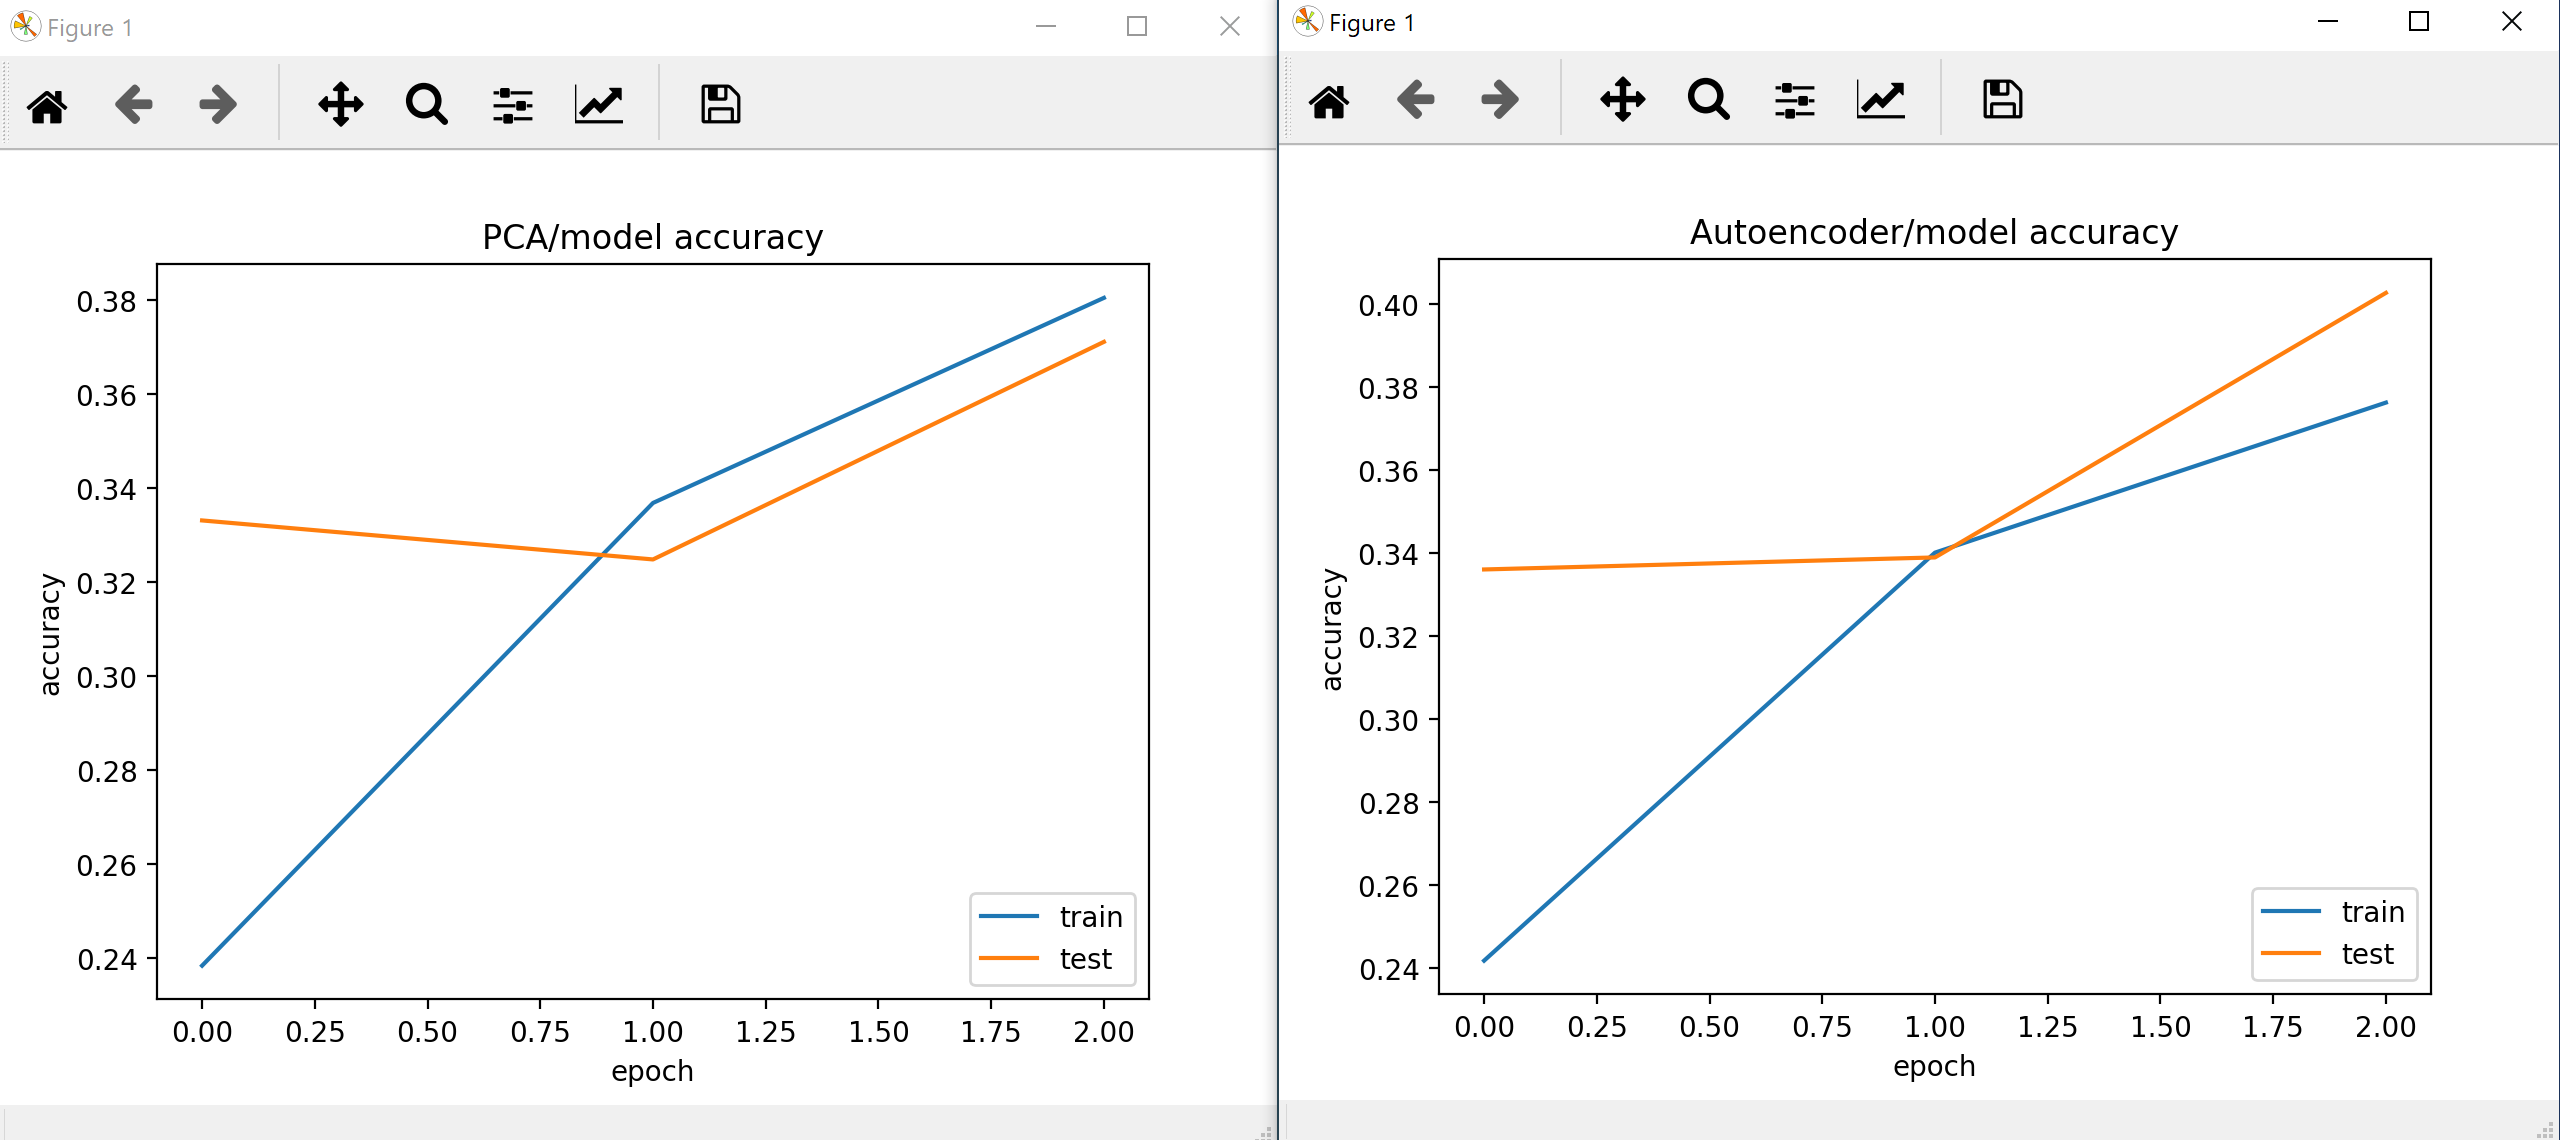 Figure 1
PCA/model accuracy
accuracy
0.38
0.36
0.34
0.32
0.30
0.28
0.26
0.24
train
test
0.00 0.25 0.50 0.75 1.00 1.25 1.50 1.75 2.00
epoch
Figure 1
Autoencoder/model accuracy
accuracy
0.40
0.38
0.36
0.34
0.32
0.30
0.28
0.26
0.24
train
test
0.00 0.25 0.50 0.75 1.00 1.25 1.50 1.75 2.00
epoch